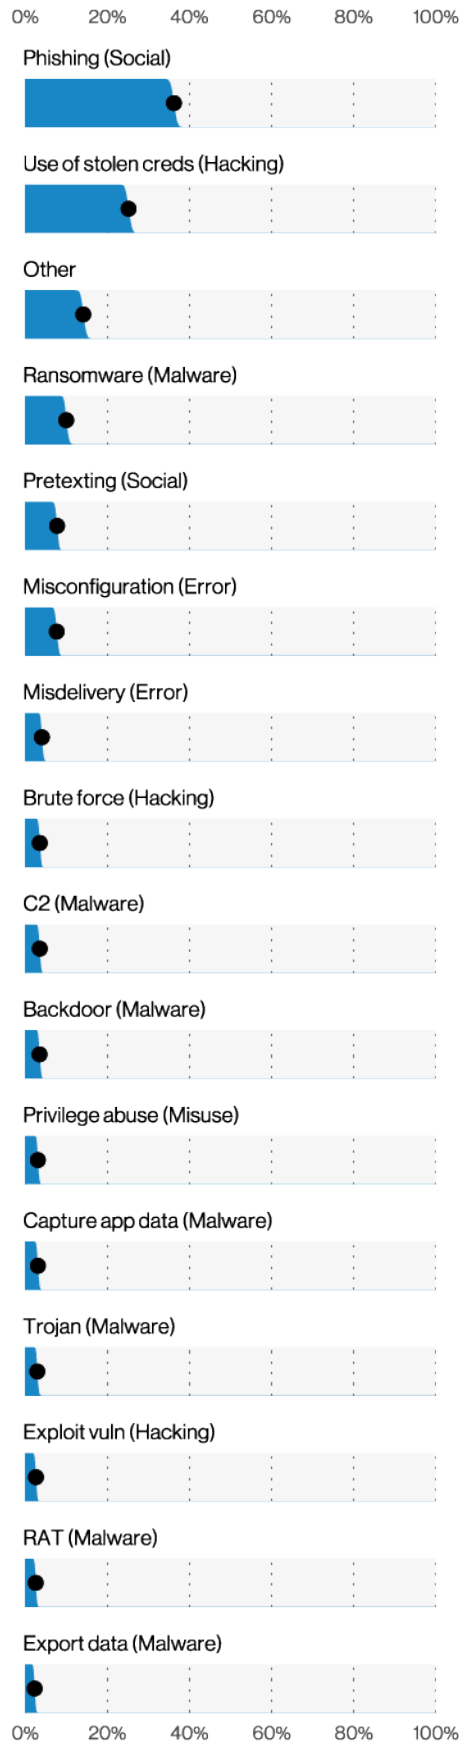 0% 20% 40% 60% 80% 100%
Phishing (Social)
Use of stolen creds (Hacking)
Other
Ransomware (Malware)
Pretexting (Social)
Misconfiguration (Error)
Misdelivery (Error)
Brute force (Hacking)
C2 (Malware)
Backdoor (Malware)
Privilege abuse (Misuse)
Capture app data (Malware)
Trojan (Malware)
Exploit vuln (Hacking)
RAT (Malware)
Export data (Malware)
0% 20% 40% 60% 80% 100%